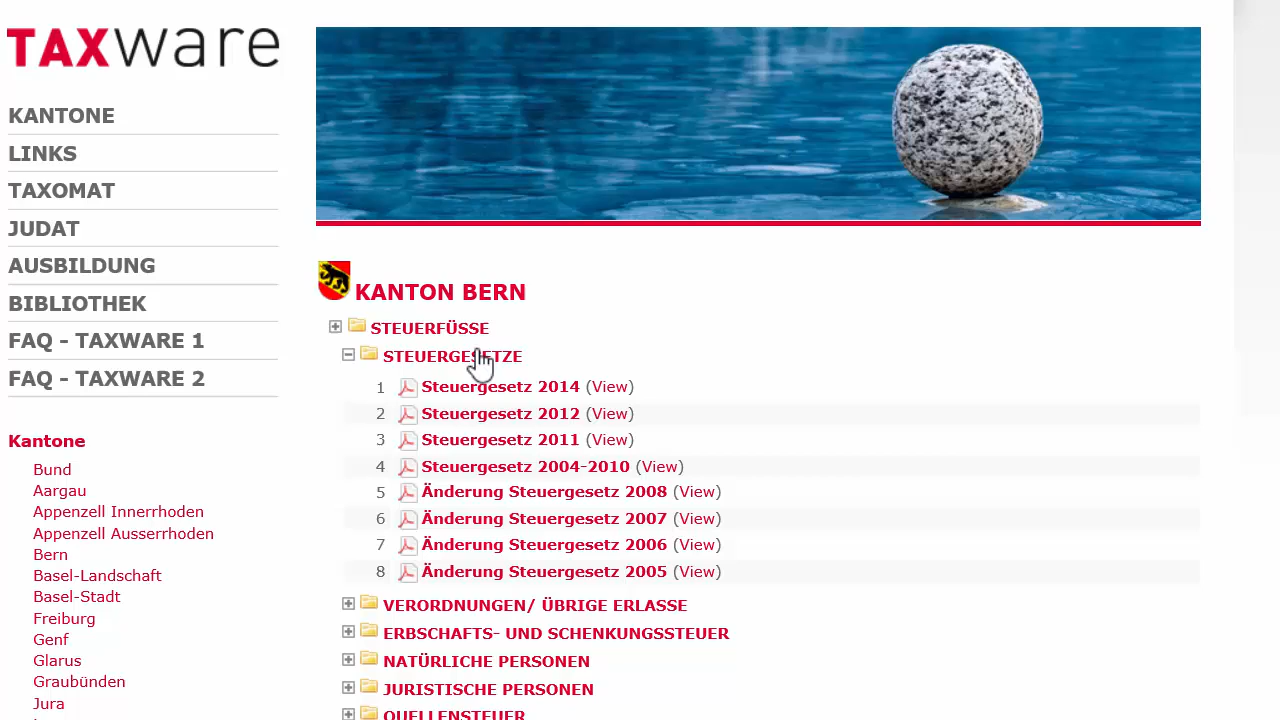 TAXware
KANTONE
LINKS
TAXOMAT
JUDAT
AUSBILDUNG
BIBLIOTHEK
FAQ - TAXWARE 1
FAQ - TAXWARE 2
Kantone
Bund
Aargau
Appenzell Innerrhoden
Appenzell Ausserrhoden
Bern
Basel-Landschaft
Basel-Stadt
Freiburg
Genf
Glarus
Graubünden
Jura
KANTON BERN
STEUERFÜSSE
STEUERGESETZE
1 Steuergesetz 2014 (View)
2 Steuergesetz 2012 (View)
3 Steuergesetz 2011 (View)
4 Steuergesetz 2004-2010 (View)
5 Änderung Steuergesetz 2008 (View)
6 Änderung Steuergesetz 2007 (View)
7 Änderung Steuergesetz 2006 (View)
8 Änderung Steuergesetz 2005 (View)
VERORDNUNGEN/ ÜBRIGE ERLASSE
ERBSCHAFTS- UND SCHENKUNGSSTEUER
NATÜRLICHE PERSONEN
JURISTISCHE PERSONEN
QUELLENSTEUER